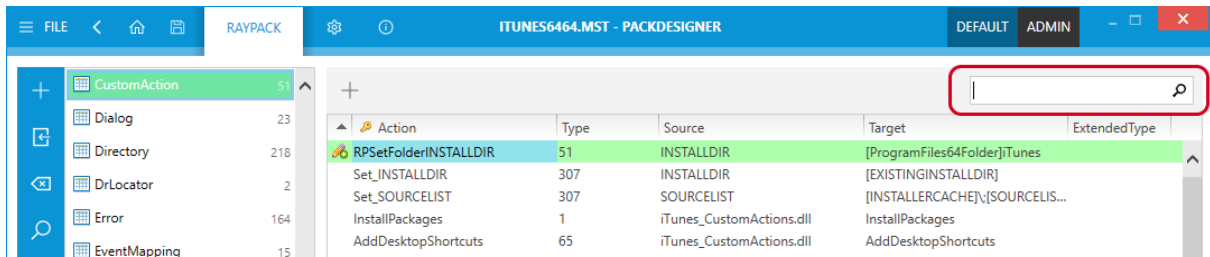 FILE RAYPACK ITUNES6464.MST - PACKDESIGNER DEFAULT ADMIN
CustomAction 51
Dialog 23
Directory 218
DrLocator 2
Error 164
EventMapping 15
Action Type Source Target ExtendedType
RPSetFolderINSTALLDIR 51 INSTALLDIR [ProgramFiles64Folder]iTunes
Set_INSTALLDIR 307 INSTALLDIR [EXISTINGINSTALLDIR]
Set_SOURCELIST 307 SOURCELIST [INSTALLERCACHE]\;[SOURCELIS...
InstallPackages 1 iTunes_CustomActions.dll InstallPackages
AddDesktopShortcuts 65 iTunes_CustomActions.dll AddDesktopShortcuts